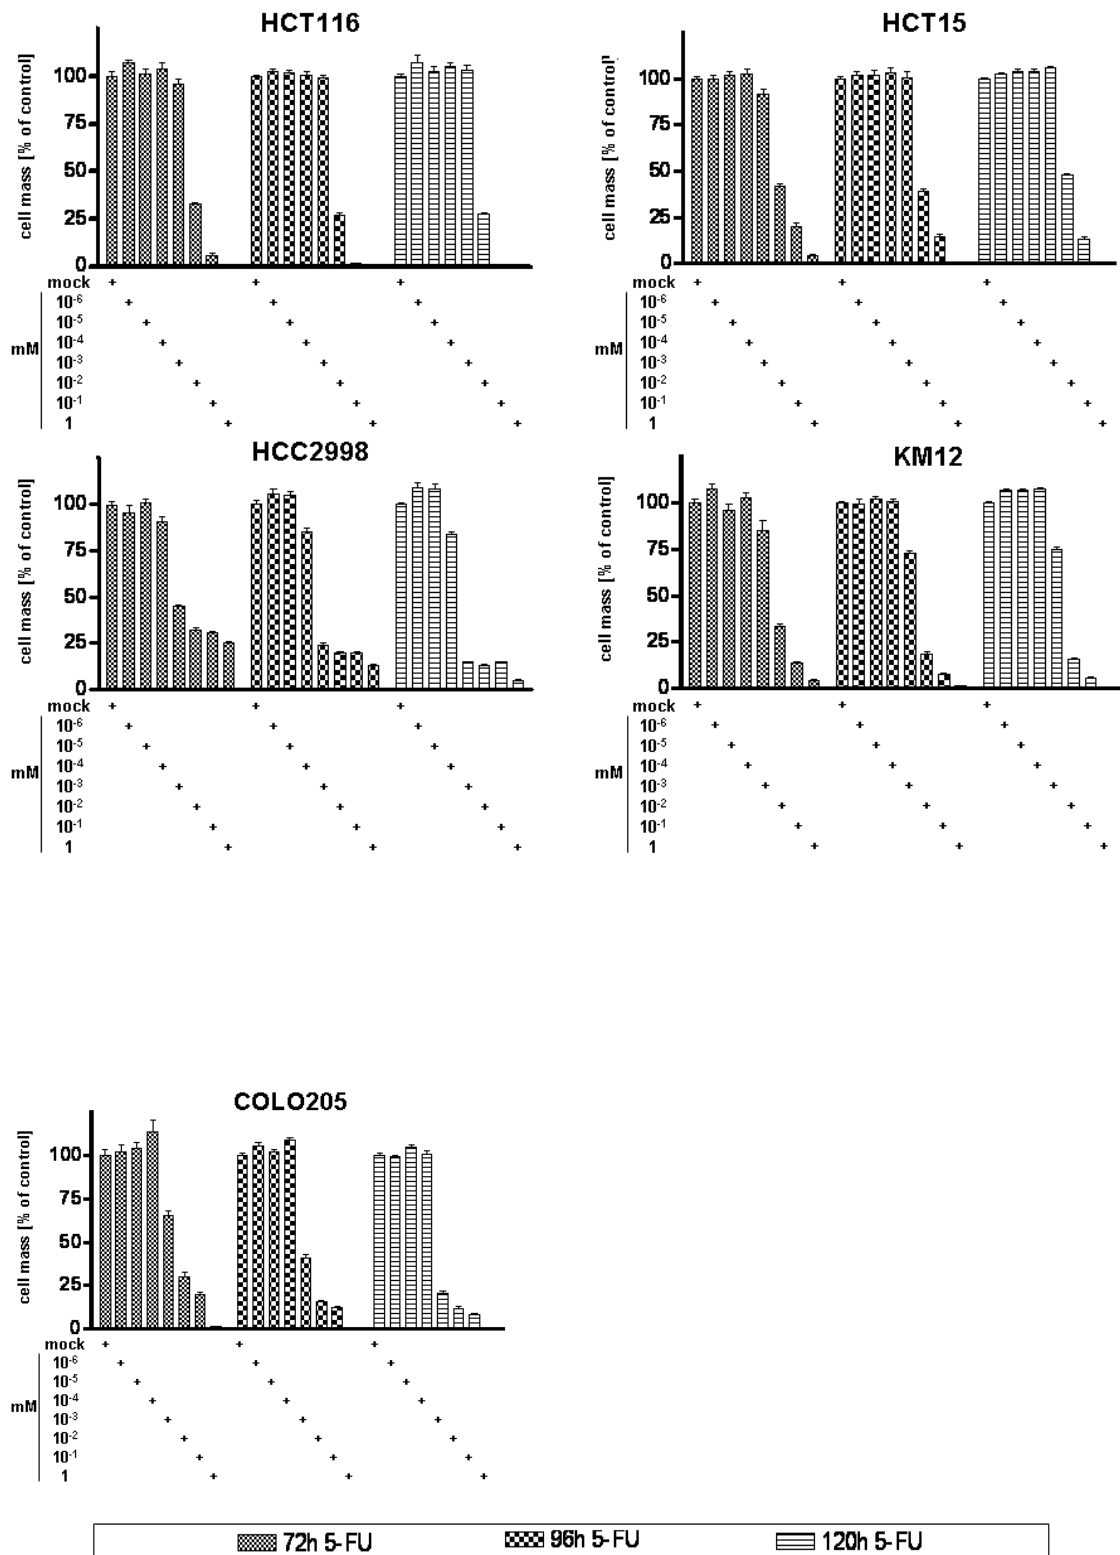 HCT116
cell mass [% of control]
100
75
50
25
0
mock
10-6
10-5
10-4
mM
10-3
10-2
10-1
1
HCT15
cell mass [% of control]
100
75
50
25
0
mock
10-6
10-5
10-4
mM
10-3
10-2
10-1
1
HCC2998
cell mass [% of control]
100
75
50
25
0
mock
10-6
10-5
10-4
mM
10-3
10-2
10-1
1
KM12
cell mass [% of control]
100
75
50
25
0
mock
10-6
10-5
10-4
mM
10-3
10-2
10-1
1
COLO205
cell mass [% of control]
100
75
50
25
0
mock
10-6
10-5
10-4
mM
10-3
10-2
10-1
1
72h 5-FU 96h 5-FU 120h 5-FU